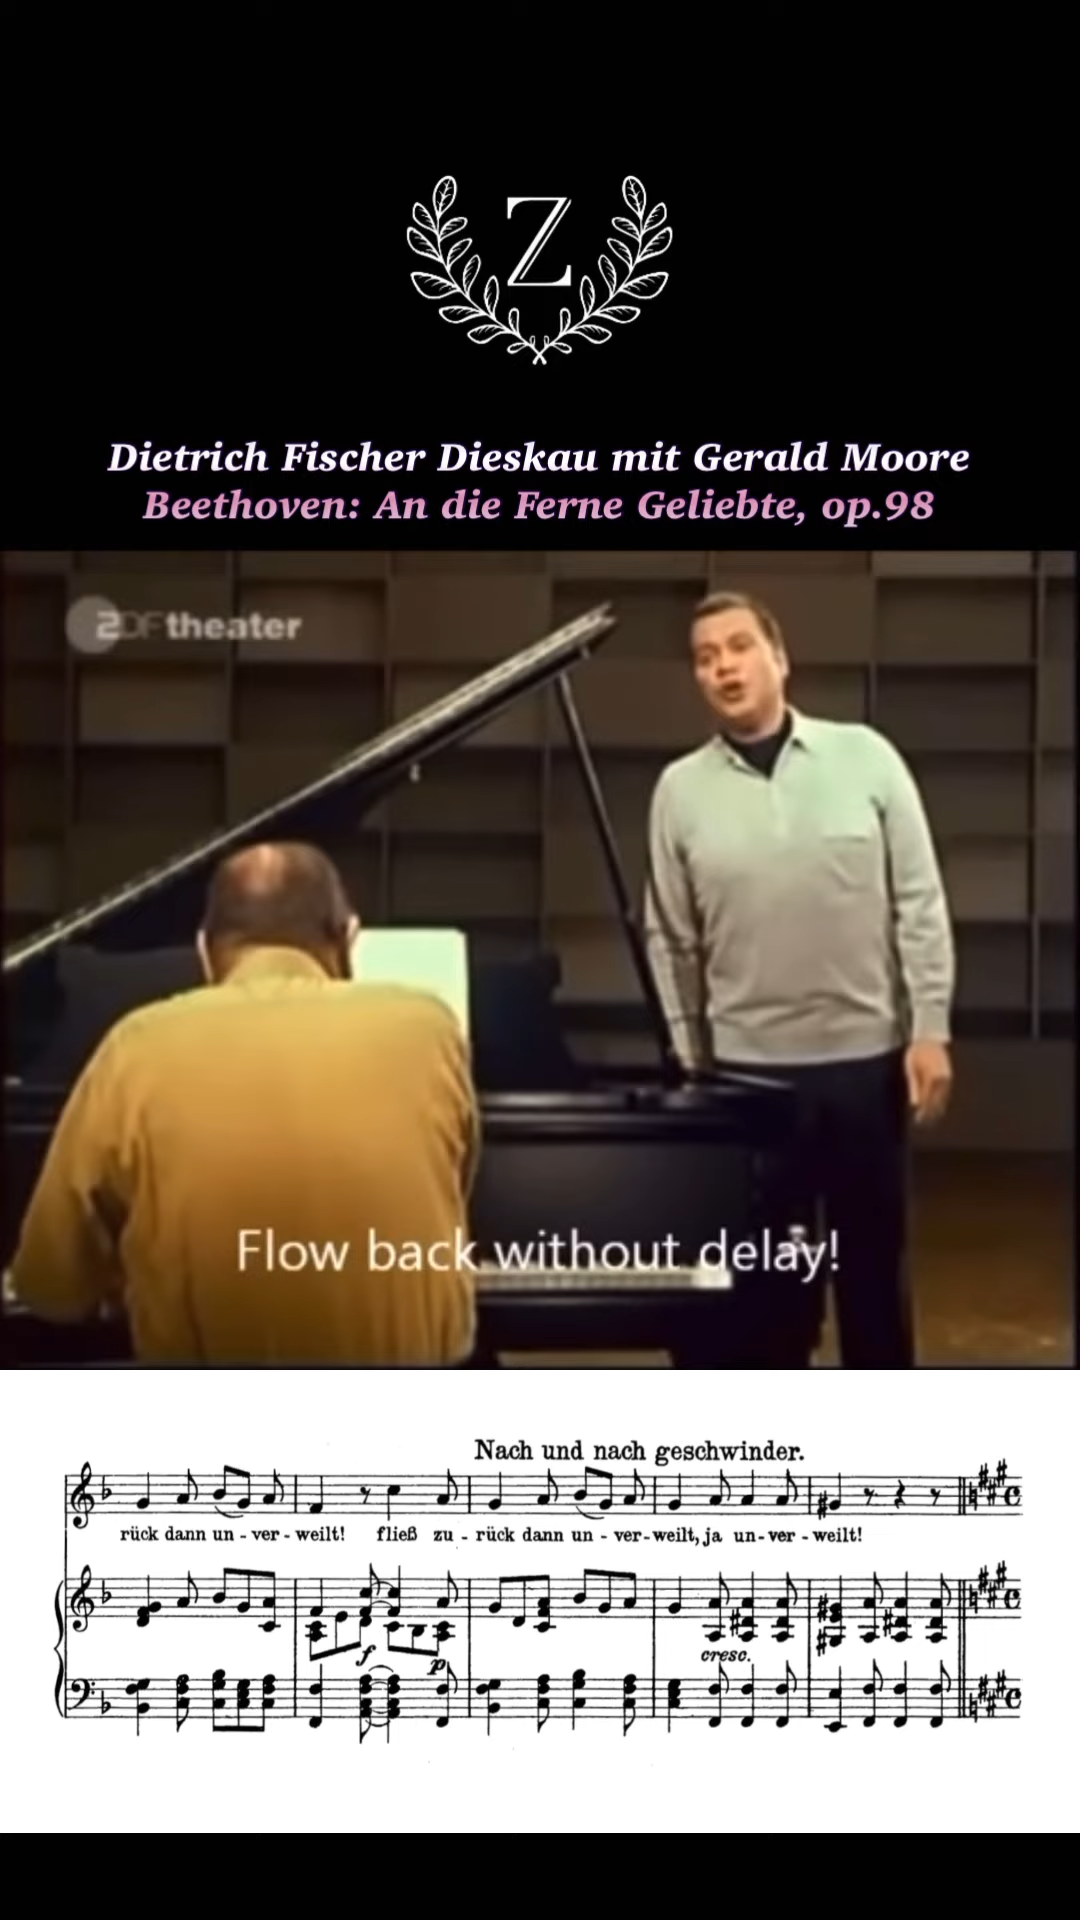 Z
Dietrich Fischer Dieskau mit Gerald Moore
Beethoven: An die Ferne Geliebte, op.98
ZDFtheater
Flow back without delay!
Nach und nach geschwinder.
rück dann un - ver - weilt! fließ zu - rück dann un - ver - weilt, ja un - ver - weilt!
f
p
cresc.